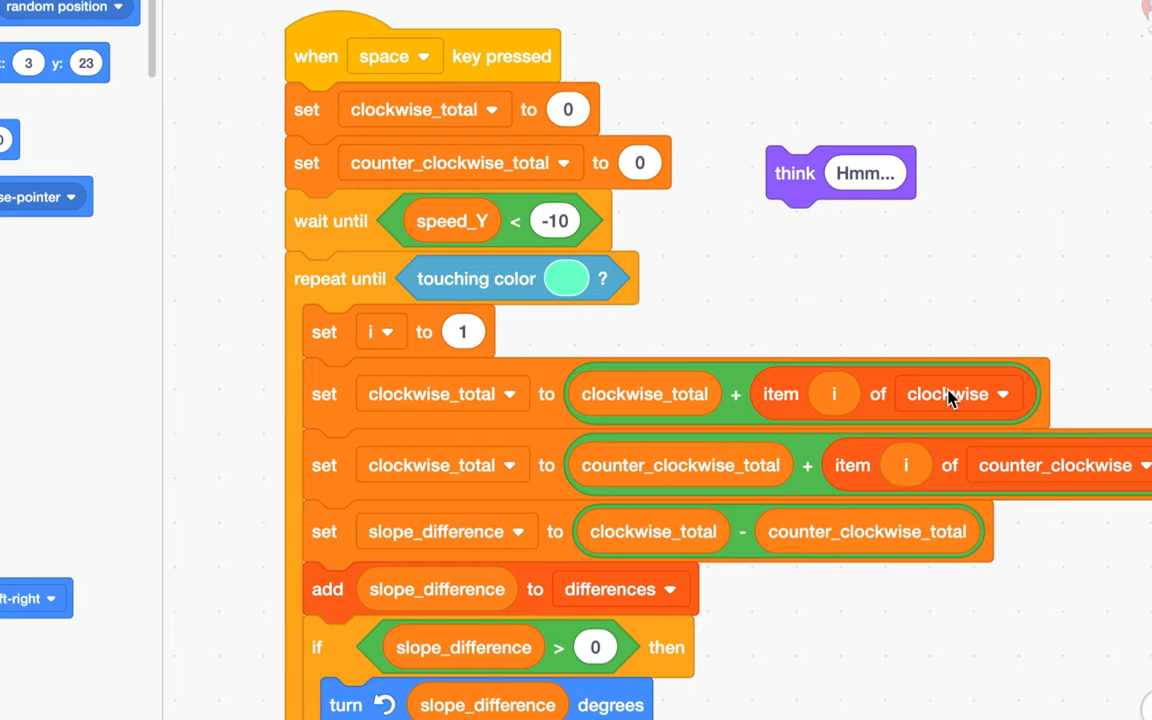 random position
: 3 y: 23
when space key pressed
set clockwise_total to 0
set counter_clockwise_total to 0
think Hmm...
se-pointer
wait until speed_Y < -10
repeat until touching color ?
set i to 1
set clockwise_total to clockwise_total + item i of clockwise
set clockwise_total to counter_clockwise_total + item i of counter_clockwise
set slope_difference to clockwise_total - counter_clockwise_total
add slope_difference to differences
ft-right
if slope_difference > 0 then
turn slope_difference degrees